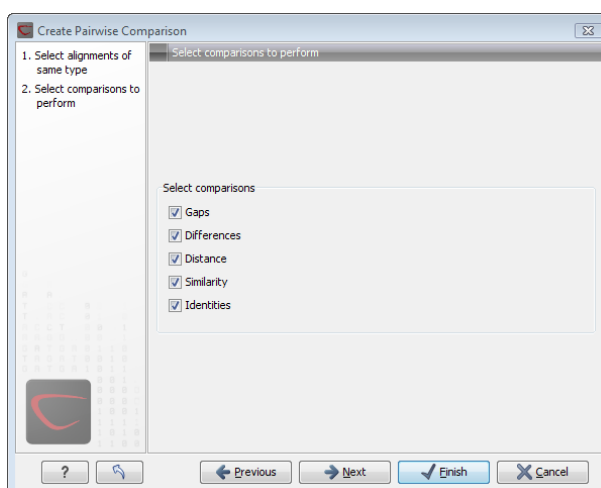 Create Pairwise Comparison
1. Select alignments of
same type
2. Select comparisons to
perform
Select comparisons to perform
Select comparisons
Gaps
Differences
Distance
Similarity
Identities
?
Previous
Next
Finish
Cancel